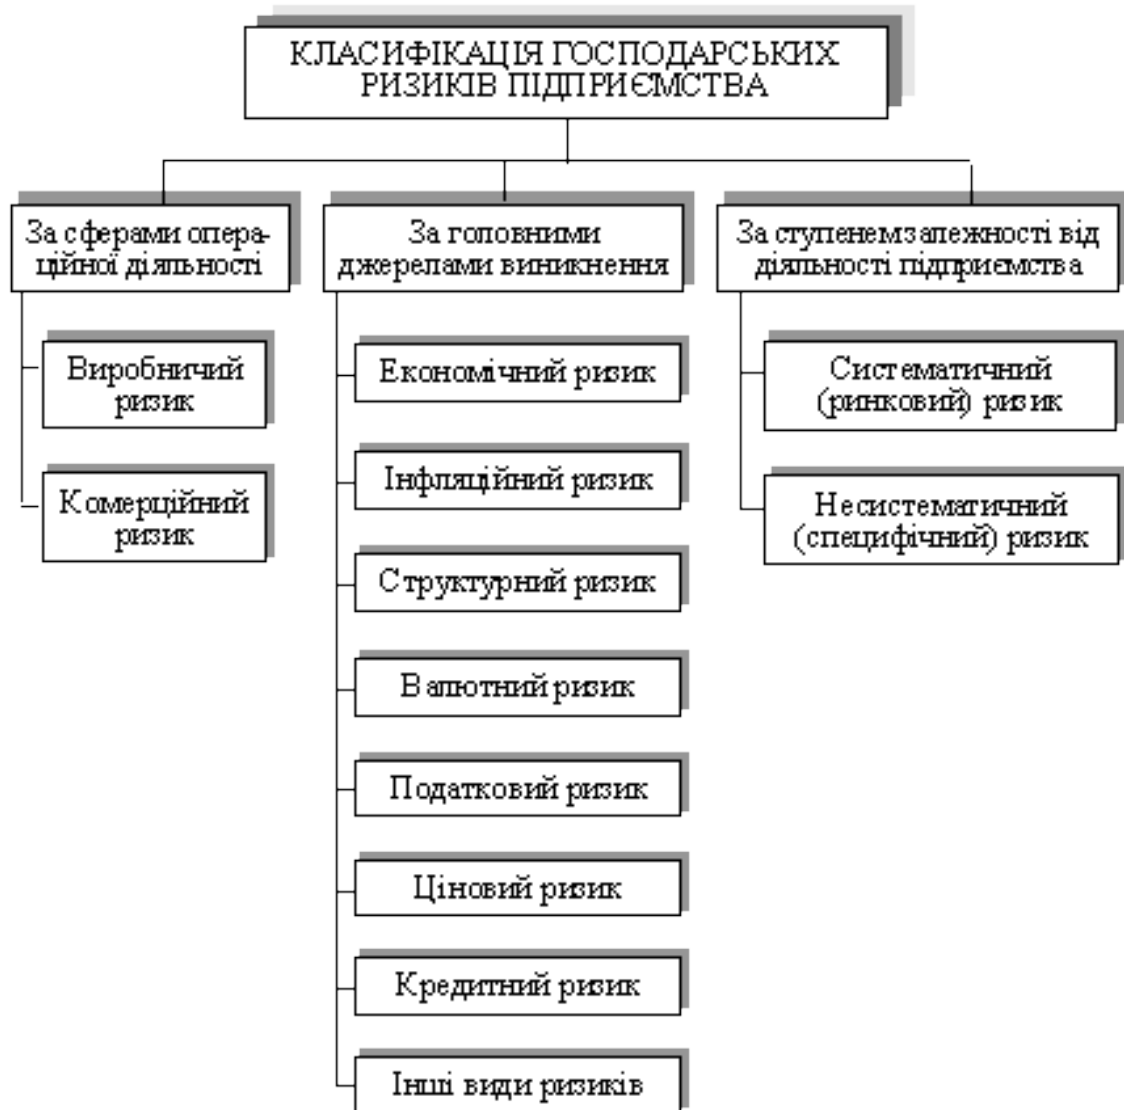 КЛАСИФІКАЦІЯ ГОСПОДАРСЬКИХ
РИЗИКІВ ПІДПРИЄМСТВА
За сферами опера-
ційної діяльності
Виробничий
ризик
Комерційний
ризик
За головними
джерелами виникнення
Економічний ризик
Інфляційний ризик
Структурний ризик
Валютний ризик
Податковий ризик
Ціновий ризик
Кредитний ризик
Інші види ризиків
За ступенем залежності від
діяльності підприємства
Систематичний
(ринковий) ризик
Несистематичний
(специфічний) ризик